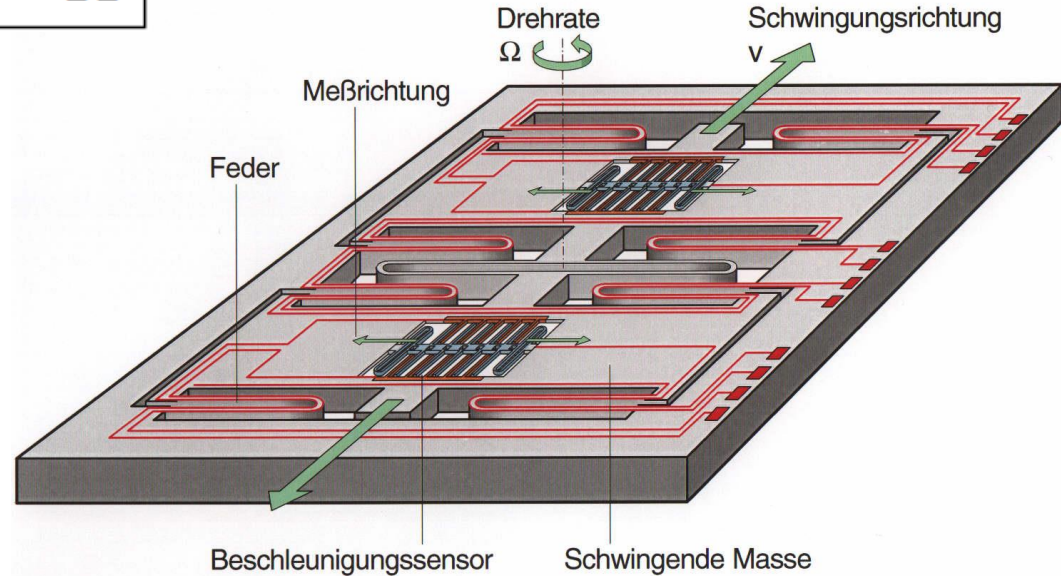 Drehrate
Ω
Schwingungsrichtung
v
Meßrichtung
Feder
Beschleunigungssensor
Schwingende Masse